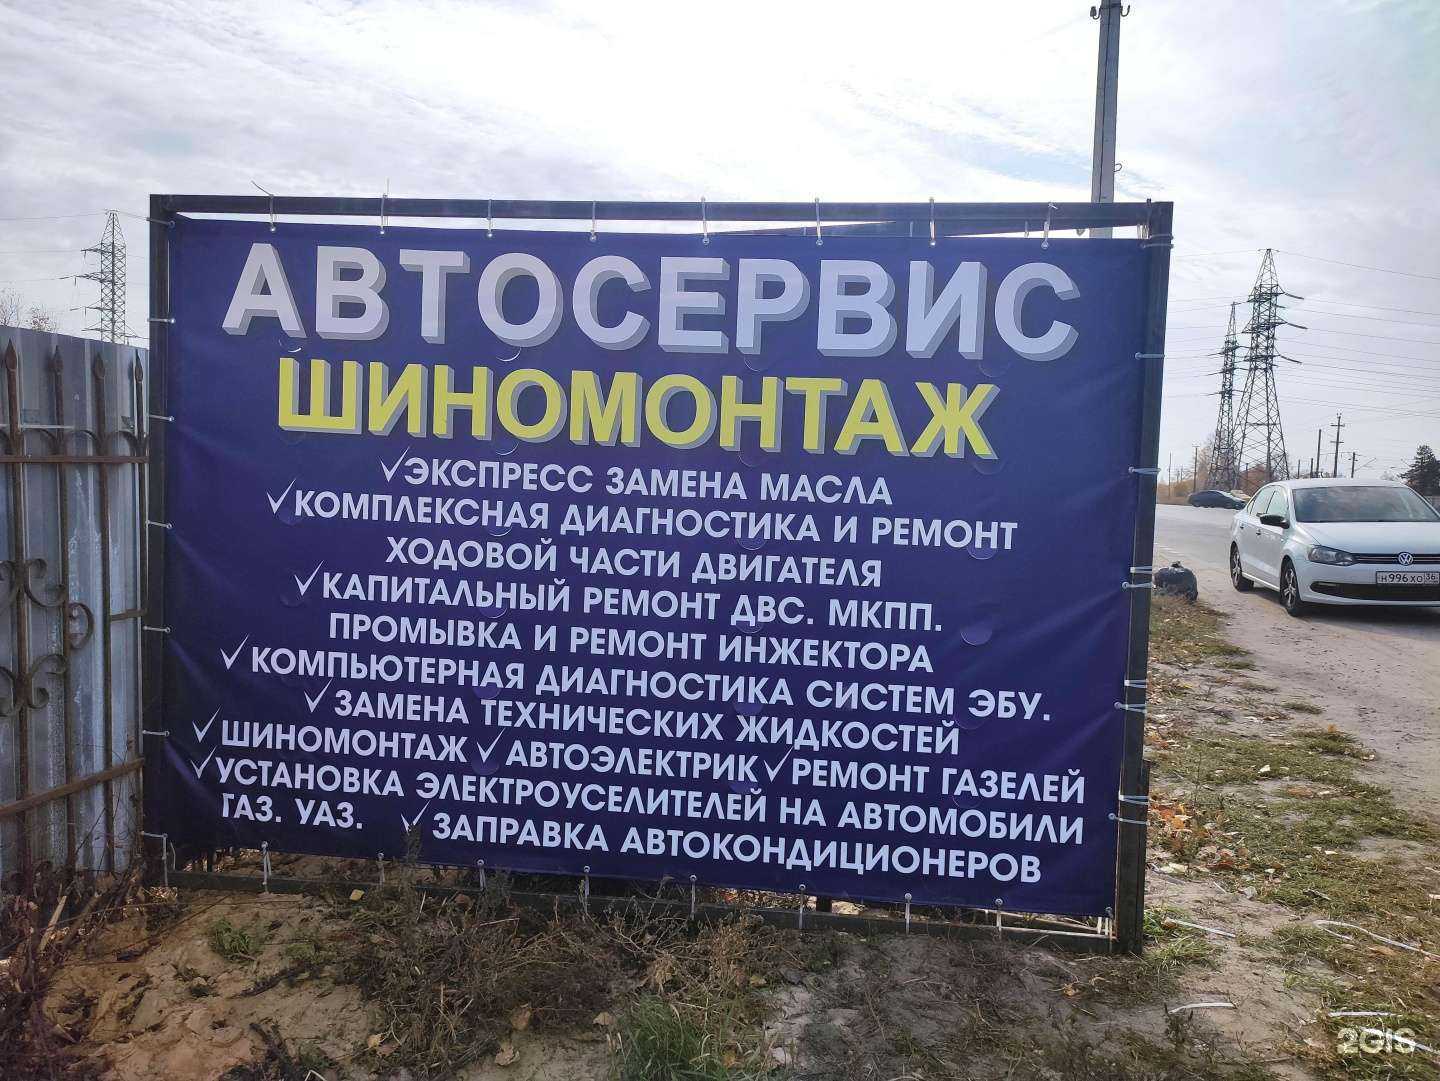 АВТОСЕРВИС
ШИНОМОНТАЖ
✓ЭКСПРЕСС ЗАМЕНА МАСЛА
✓КОМПЛЕКСНАЯ ДИАГНОСТИКА И РЕМОНТ
ХОДОВОЙ ЧАСТИ ДВИГАТЕЛЯ
✓КАПИТАЛЬНЫЙ РЕМОНТ ДВС. МКПП.
ПРОМЫВКА И РЕМОНТ ИНЖЕКТОРА
✓КОМПЬЮТЕРНАЯ ДИАГНОСТИКА СИСТЕМ ЭБУ.
✓ЗАМЕНА ТЕХНИЧЕСКИХ ЖИДКОСТЕЙ
✓ШИНОМОНТАЖ ✓АВТОЭЛЕКТРИК ✓РЕМОНТ ГАЗЕЛЕЙ
✓УСТАНОВКА ЭЛЕКТРОУСЕЛИТЕЛЕЙ НА АВТОМОБИЛИ
ГАЗ. УАЗ. ✓ЗАПРАВКА АВТОКОНДИЦИОНЕРОВ
Н996ХО 36
2GIS